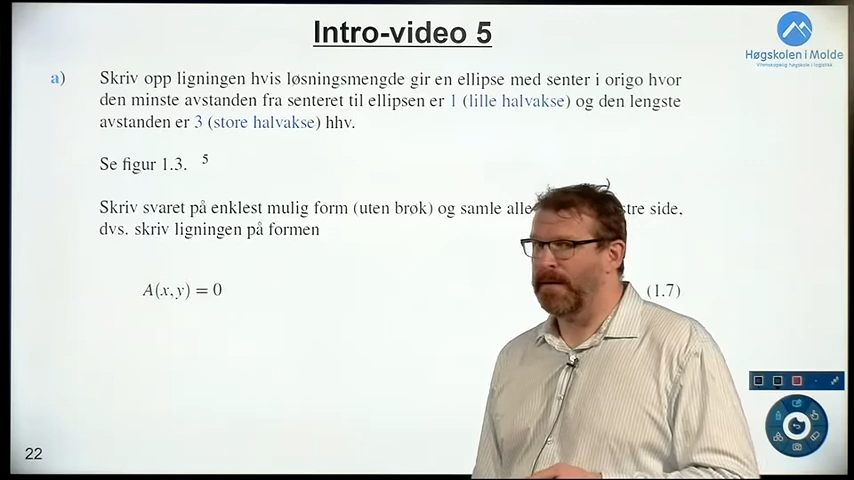 Intro-video 5
Høgskolen i Molde
Vitenskapelig høgskole i logistikk
a) Skriv opp ligningen hvis løsningsmengde gir en ellipse med senter i origo hvor
den minste avstanden fra senteret til ellipsen er 1 (lille halvakse) og den lengste
avstanden er 3 (store halvakse) hhv.
Se figur 1.3. 5
Skriv svaret på enklest mulig form (uten brøk) og samle alle stre side,
dvs. skriv ligningen på formen
A(x,y) = 0 (1.7)
22